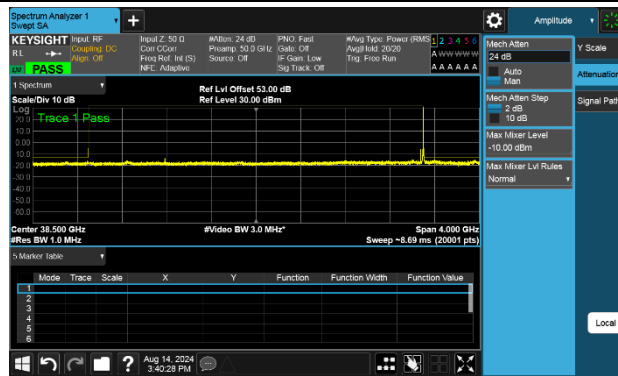 Spectrum Analyzer 1
Swept SA
+
Amplitude
KEYSIGHT
RL
PASS
Input: RF
Coupling: DC
Align: Off
Input Z: 50 Ω
Corr CCorr
Freq Ref: Int (S)
NFE: Adaptive
#Atten: 24 dB
Preamp: 50.0 GHz
Source: Off
PNO: Fast
Gate: Off
IF Gain: Low
Sig Track: Off
#Avg Type: Power (RMS
Avg|Hold: 20/20
Trig: Free Run
1 2 3 4 5 6
A W W W W W
A A A A A A
1 Spectrum
Scale/Div 10 dB
Ref Lvl Offset 53.00 dB
Ref Level 30.00 dBm
Log
Trace 1 Pass
20.0
10.0
0.00
-10.0
-20.0
-30.0
-40.0
-50.0
-60.0
Center 38.500 GHz
#Res BW 1.0 MHz
#Video BW 3.0 MHz*
Span 4.000 GHz
Sweep ~8.69 ms (20001 pts)
5 Marker Table
Mode Trace Scale X Y Function Function Width Function Value
1
2
3
4
5
6
Mech Atten
24 dB
Auto
Man
Mech Atten Step
2 dB
10 dB
Max Mixer Level
-10.00 dBm
Max Mixer Lvl Rules
Normal
Y Scale
Attenuation
Signal Path
Local
?
Aug 14, 2024
3:40:28 PM